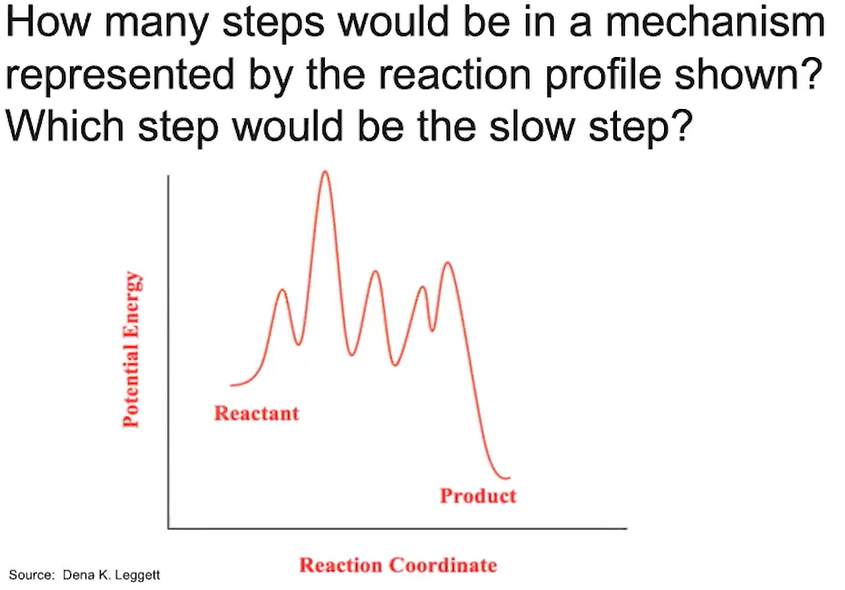 How many steps would be in a mechanism
represented by the reaction profile shown?
Which step would be the slow step?
Potential Energy
Reactant
Product
Reaction Coordinate
Source: Dena K. Leggett